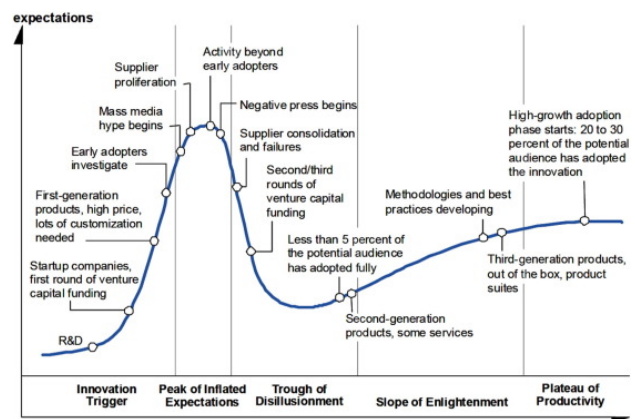 expectations
Activity beyond
early adopters
Supplier
proliferation
Negative press begins
Mass media
hype begins
Supplier consolidation
and failures
High-growth adoption
phase starts: 20 to 30
percent of the potential
audience has adopted
the innovation
Early adopters
investigate
Second/third
rounds of
venture capital
funding
First-generation
products, high price,
lots of customization
needed
Methodologies and best
practices developing
Less than 5 percent of
the potential audience
has adopted fully
Third-generation products,
out of the box, product
suites
Startup companies,
first round of venture
capital funding
Second-generation
products, some services
R&D
Innovation
Trigger
Peak of Inflated
Expectations
Trough of
Disillusionment
Slope of Enlightenment
Plateau of
Productivity